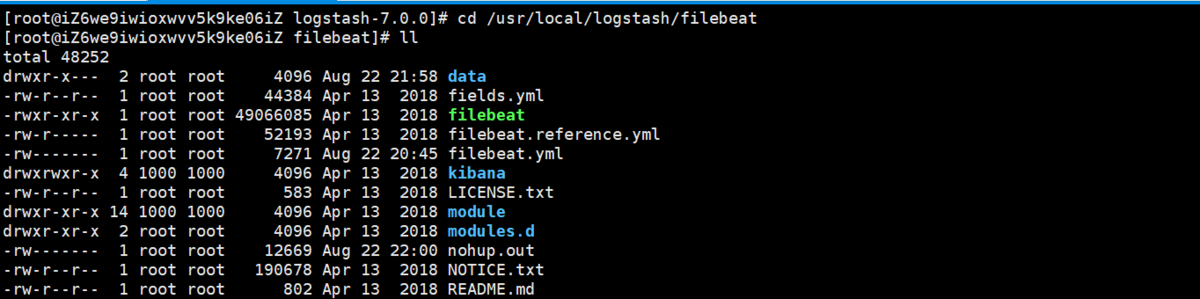 [root@iZ6we9iwioxwvv5k9ke06iZ logstash-7.0.0]# cd /usr/local/logstash/filebeat
[root@iZ6we9iwioxwvv5k9ke06iZ filebeat]# ll
total 48252
drwxr-x---  2 root root     4096 Aug 22 21:58 data
-rw-r--r--  1 root root    44384 Apr 13  2018 fields.yml
-rwxr-xr-x  1 root root 49066085 Apr 13  2018 filebeat
-rw-r-----  1 root root    52193 Apr 13  2018 filebeat.reference.yml
-rw-------  1 root root     7271 Aug 22 20:45 filebeat.yml
drwxrwxr-x  4 1000 1000     4096 Apr 13  2018 kibana
-rw-r--r--  1 root root      583 Apr 13  2018 LICENSE.txt
drwxr-xr-x 14 1000 1000     4096 Apr 13  2018 module
drwxr-xr-x  2 root root     4096 Apr 13  2018 modules.d
-rw-------  1 root root    12669 Aug 22 22:00 nohup.out
-rw-r--r--  1 root root   190678 Apr 13  2018 NOTICE.txt
-rw-r--r--  1 root root      802 Apr 13  2018 README.md